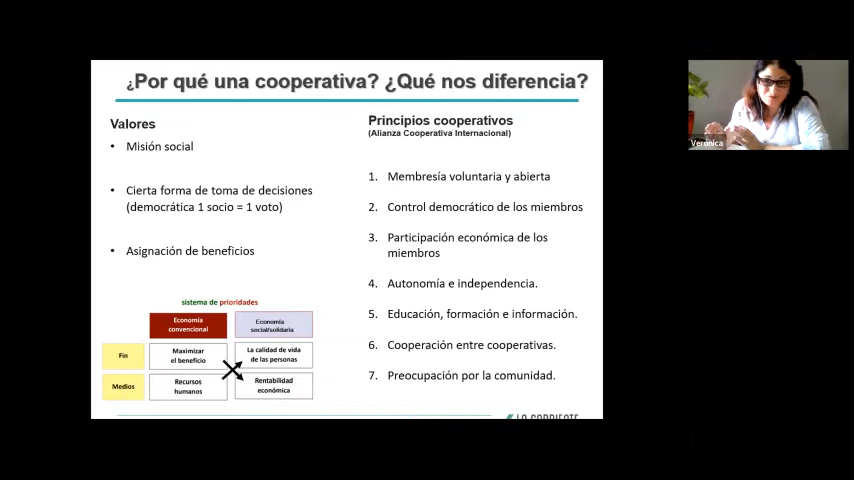 ¿Por qué una cooperativa? ¿Qué nos diferencia?
Valores
• Misión social
• Cierta forma de toma de decisiones
(democrática 1 socio = 1 voto)
• Asignación de beneficios
sistema de prioridades
Economía
convencional
Economía
social/solidaria
Fin
Maximizar
el beneficio
La calidad de vida
de las personas
Medios
Recursos
humanos
Rentabilidad
económica
Principios cooperativos
(Alianza Cooperativa Internacional)
1. Membresía voluntaria y abierta
2. Control democrático de los miembros
3. Participación económica de los
miembros
4. Autonomía e independencia.
5. Educación, formación e información.
6. Cooperación entre cooperativas.
7. Preocupación por la comunidad.
LA CORRIENTE
Verónica